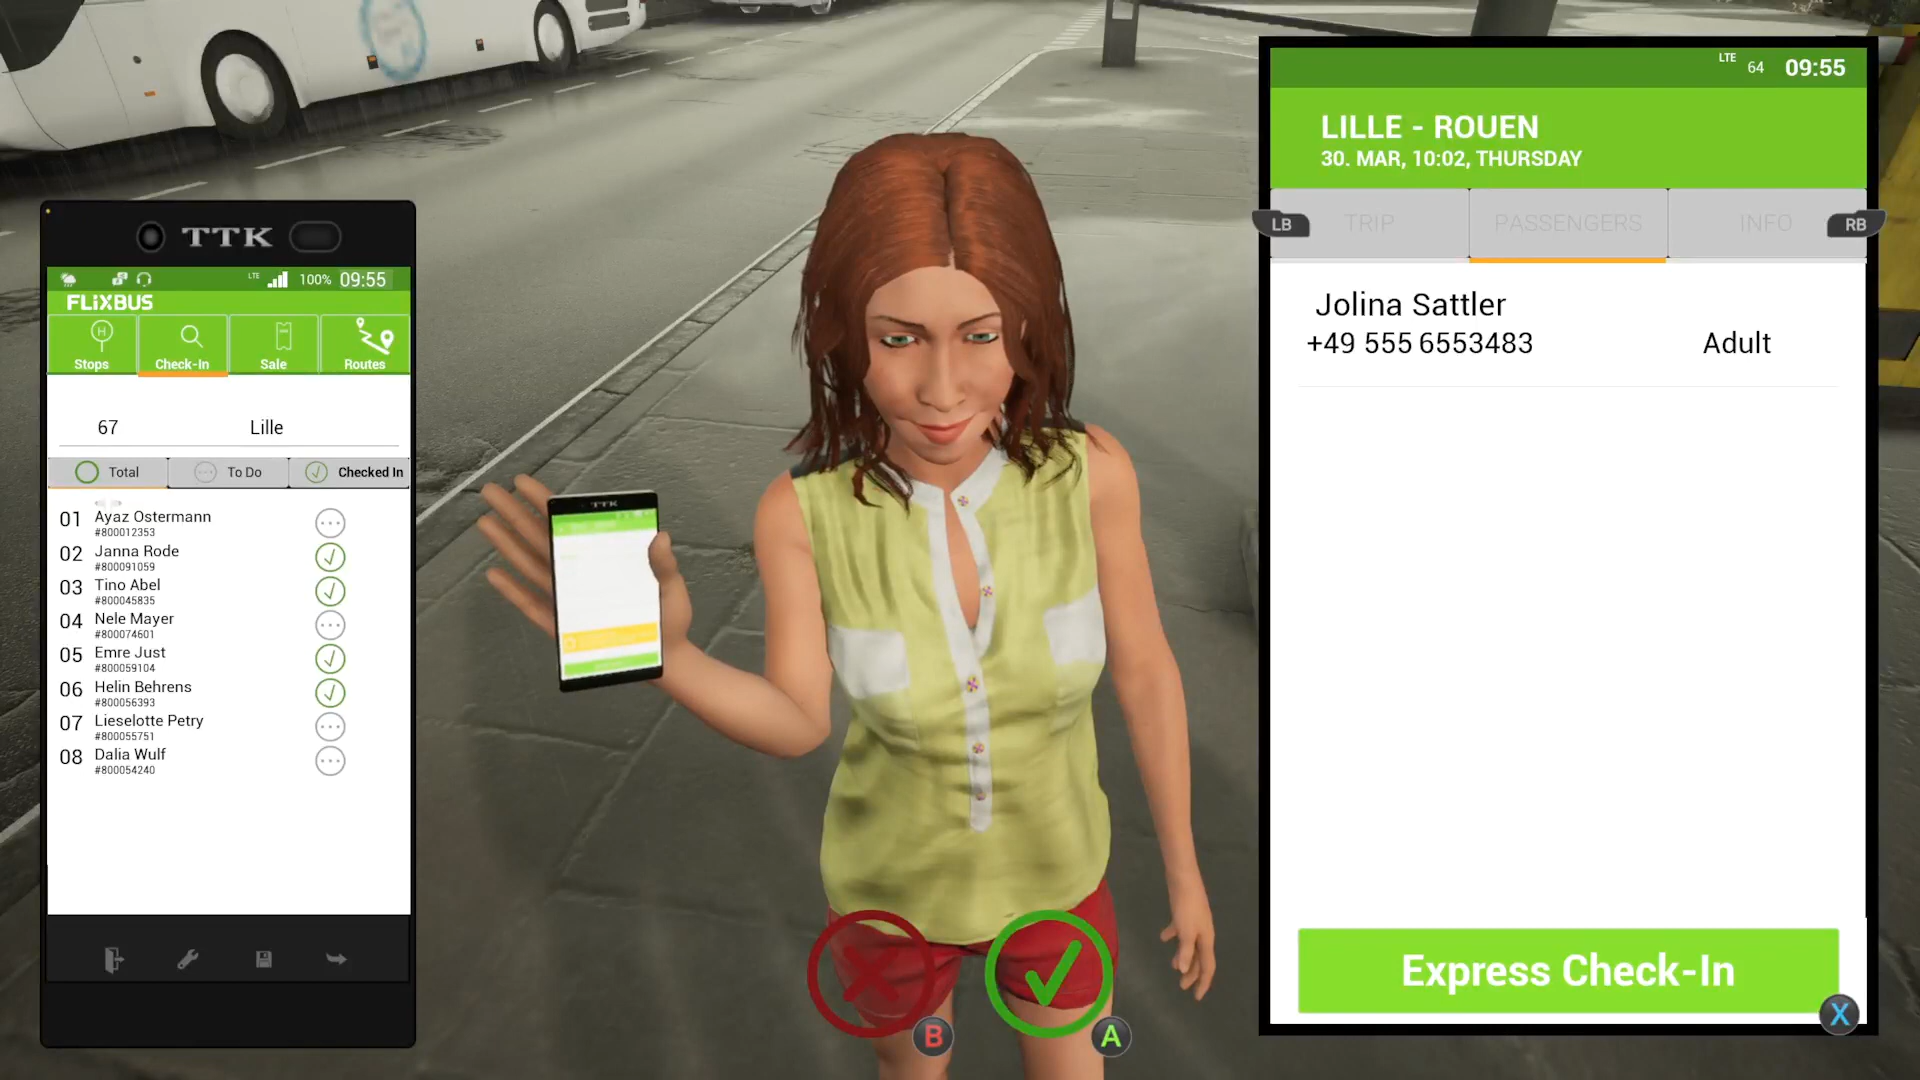 TTK
LTE 100% 09:55
FLiXBUS
H
Stops Check-In Sale Routes
67 Lille
Total To Do Checked In
01 Ayaz Ostermann
#800012353
02 Janna Rode
#800091059
03 Tino Abel
#800045835
04 Nele Mayer
#800074601
05 Emre Just
#800059104
06 Helin Behrens
#800056393
07 Lieselotte Petry
#800055751
08 Dalia Wulf
#800054240
TTK
B
A
LTE 64 09:55
LILLE - ROUEN
30. MAR, 10:02, THURSDAY
LB TRIP PASSENGERS INFO RB
Jolina Sattler
+49 555 6553483 Adult
Express Check-In
X